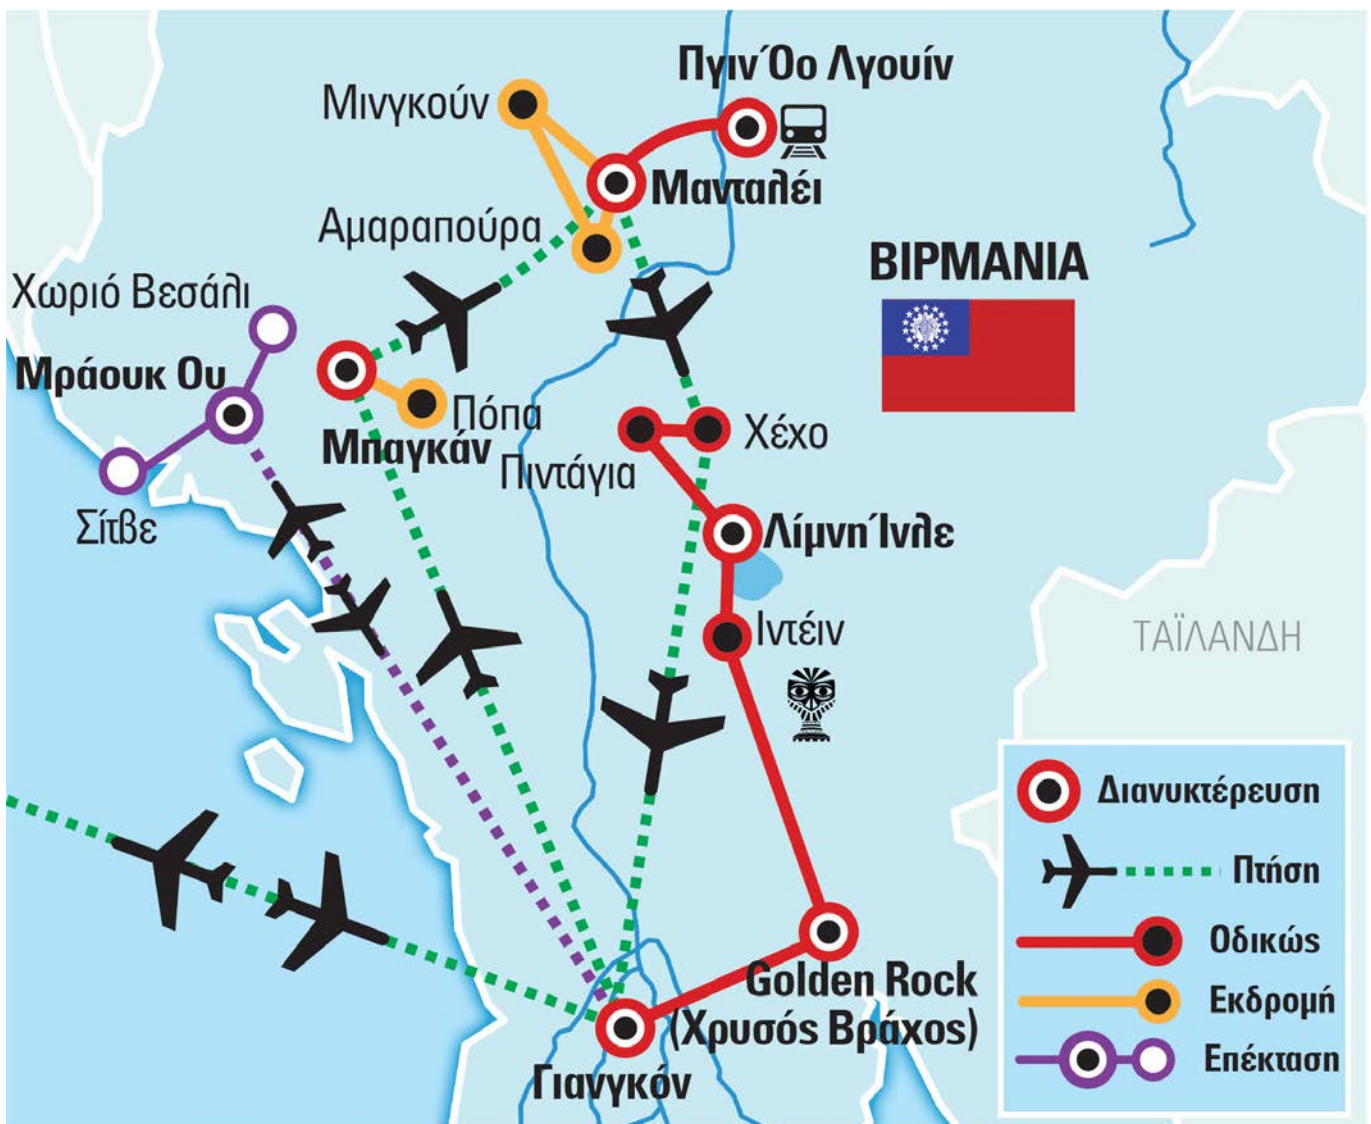 Πγιν Όο Λγουίν
Μινγκούν
Μανταλέι
Αμαραπούρα
ΒΙΡΜΑΝΙΑ
Χωριό Βεσάλι
Μράουκ Ου
Πόπα
Μπαγκάν
Χέχο
Πιντάγια
Σίτβε
Λίμνη Ίνλε
Ιντέιν
ΤΑΪΛΑΝΔΗ
Διανυκτέρευση
Πτήση
Οδικώς
Εκδρομή
Επέκταση
Golden Rock
(Χρυσός Βράχος)
Γιανγκόν